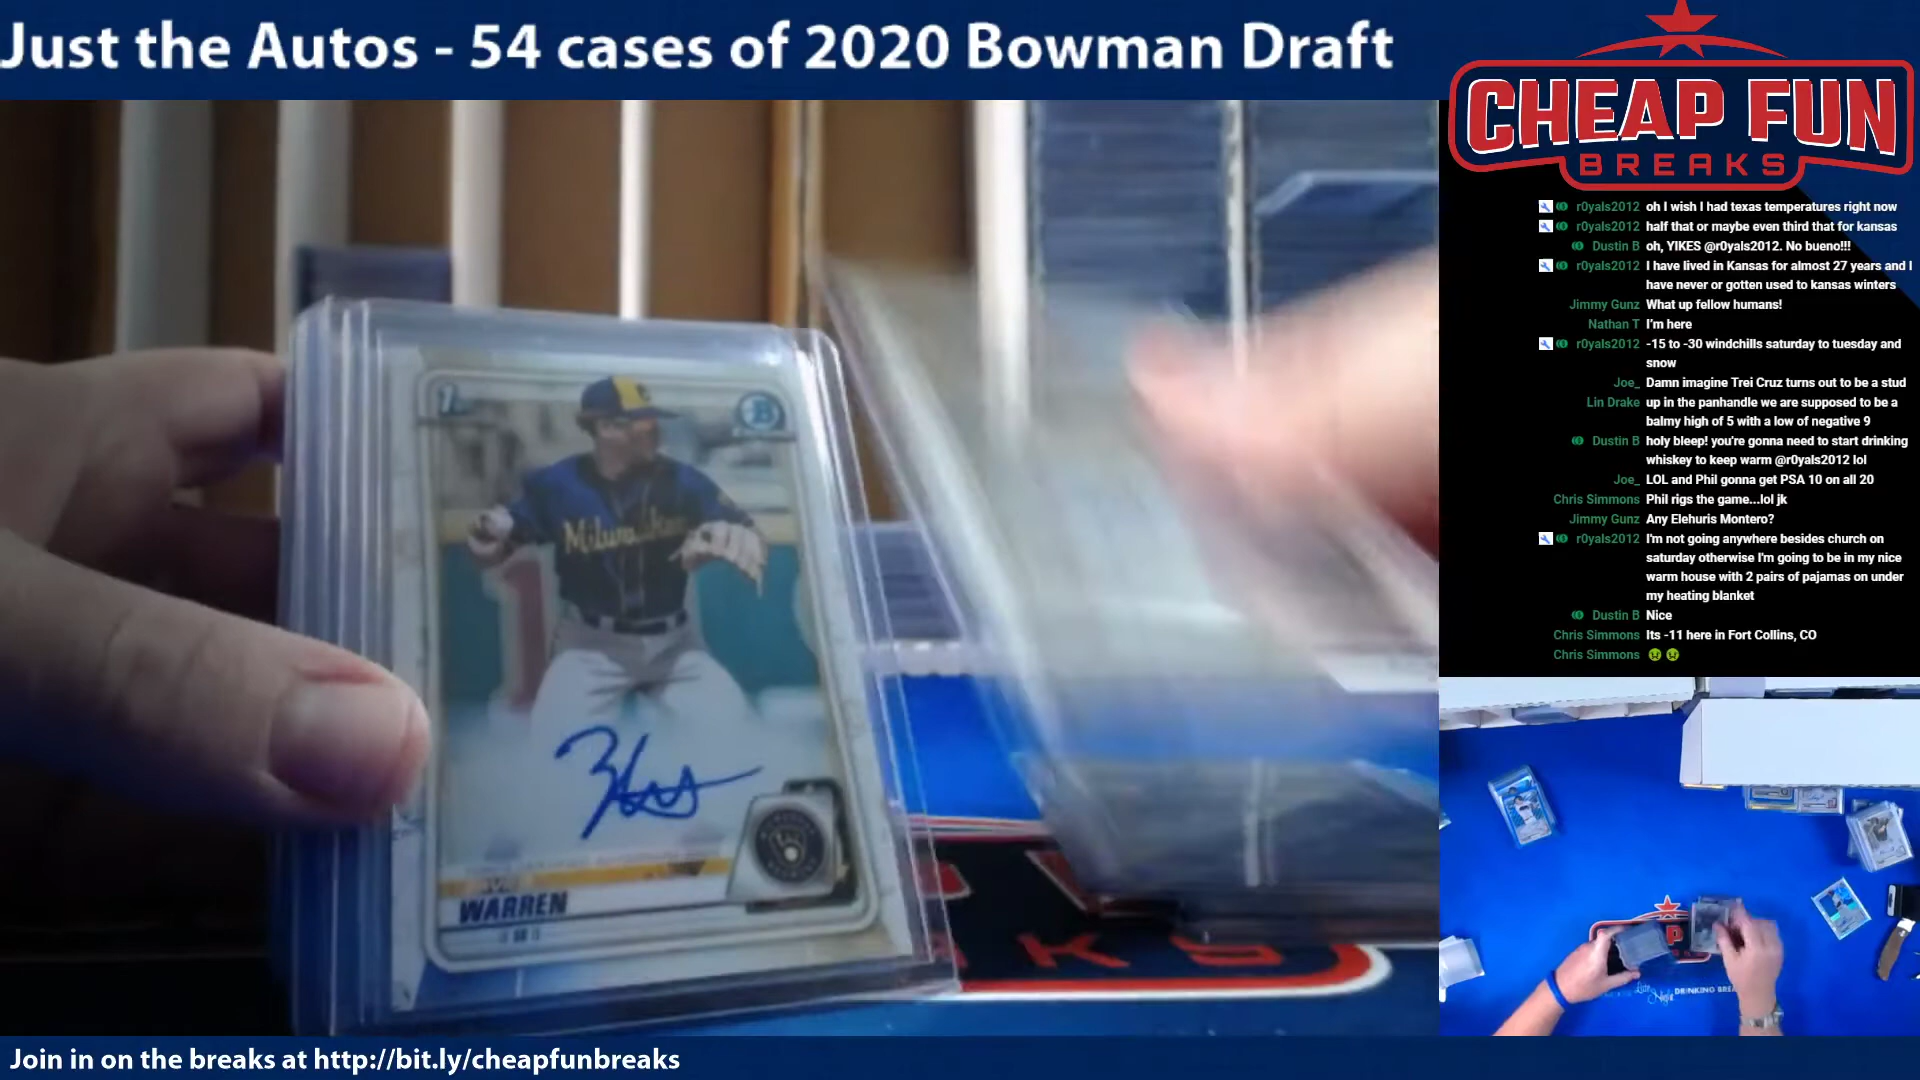 Just the Autos - 54 cases of 2020 Bowman Draft
CHEAP FUN
BREAKS
r0yals2012 oh I wish I had texas temperatures right now
r0yals2012 half that or maybe even third that for kansas
Dustin B oh, YIKES @r0yals2012. No bueno!!!
r0yals2012 I have lived in Kansas for almost 27 years and I
have never or gotten used to kansas winters
Jimmy Gunz What up fellow humans!
Nathan T I'm here
r0yals2012 -15 to -30 windchills saturday to tuesday and
snow
Joe_ Damn imagine Trei Cruz turns out to be a stud
Lin Drake up in the panhandle we are supposed to be a
balmy high of 5 with a low of negative 9
Dustin B holy bleep! you're gonna need to start drinking
whiskey to keep warm @r0yals2012 lol
Joe_ LOL and Phil gonna get PSA 10 on all 20
Chris Simmons Phil rigs the game...lol jk
Jimmy Gunz Any Elehuris Montero?
r0yals2012 I'm not going anywhere besides church on
saturday otherwise I'm going to be in my nice
warm house with 2 pairs of pajamas on under
my heating blanket
Dustin B Nice
Chris Simmons Its -11 here in Fort Collins, CO
Chris Simmons
1st
B
Milwaukee
WARREN
AKS
P
DRINKING BREA
Join in on the breaks at http://bit.ly/cheapfunbreaks